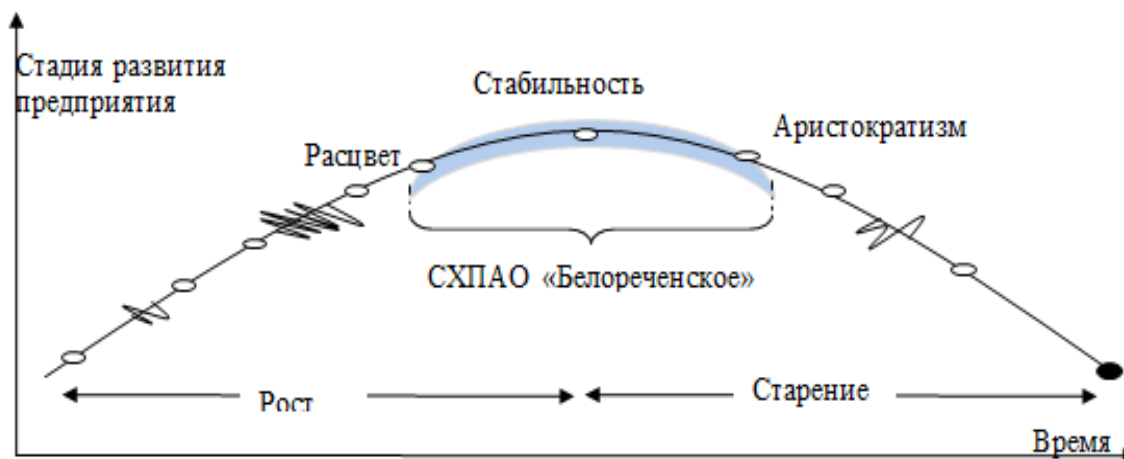 Стадия развития
предприятия
Стабильность
Аристократизм
Расцвет
СХПАО «Белореченское»
Рост
Старение
Время